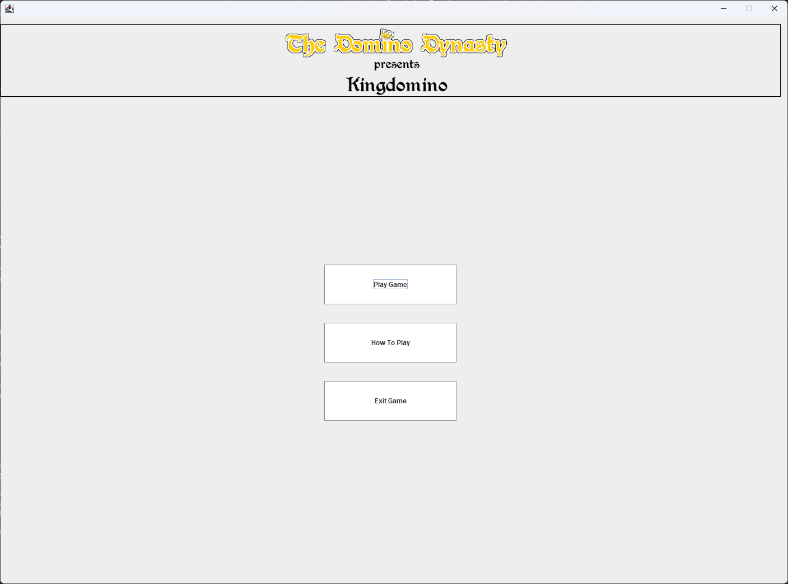 The Domino Dynasty
presents
Kingdomino
Play Game
How To Play
Exit Game